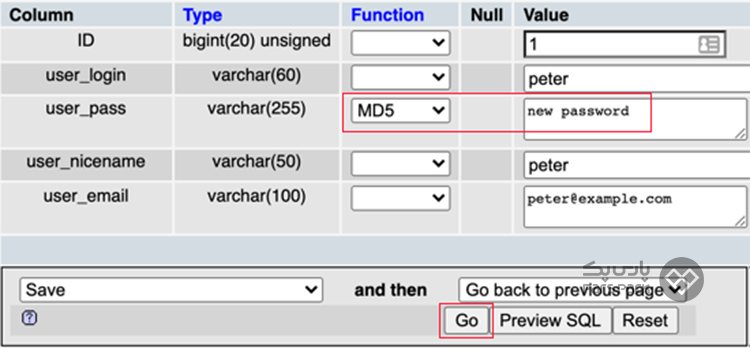 Column Type Function Null Value
ID bigint(20) unsigned 1
user_login varchar(60) peter
user_pass varchar(255) MD5 new password
user_nicename varchar(50) peter
user_email varchar(100) peter@example.com
Save and then Go back to previous page
Go Preview SQL Reset
پارس‌پک